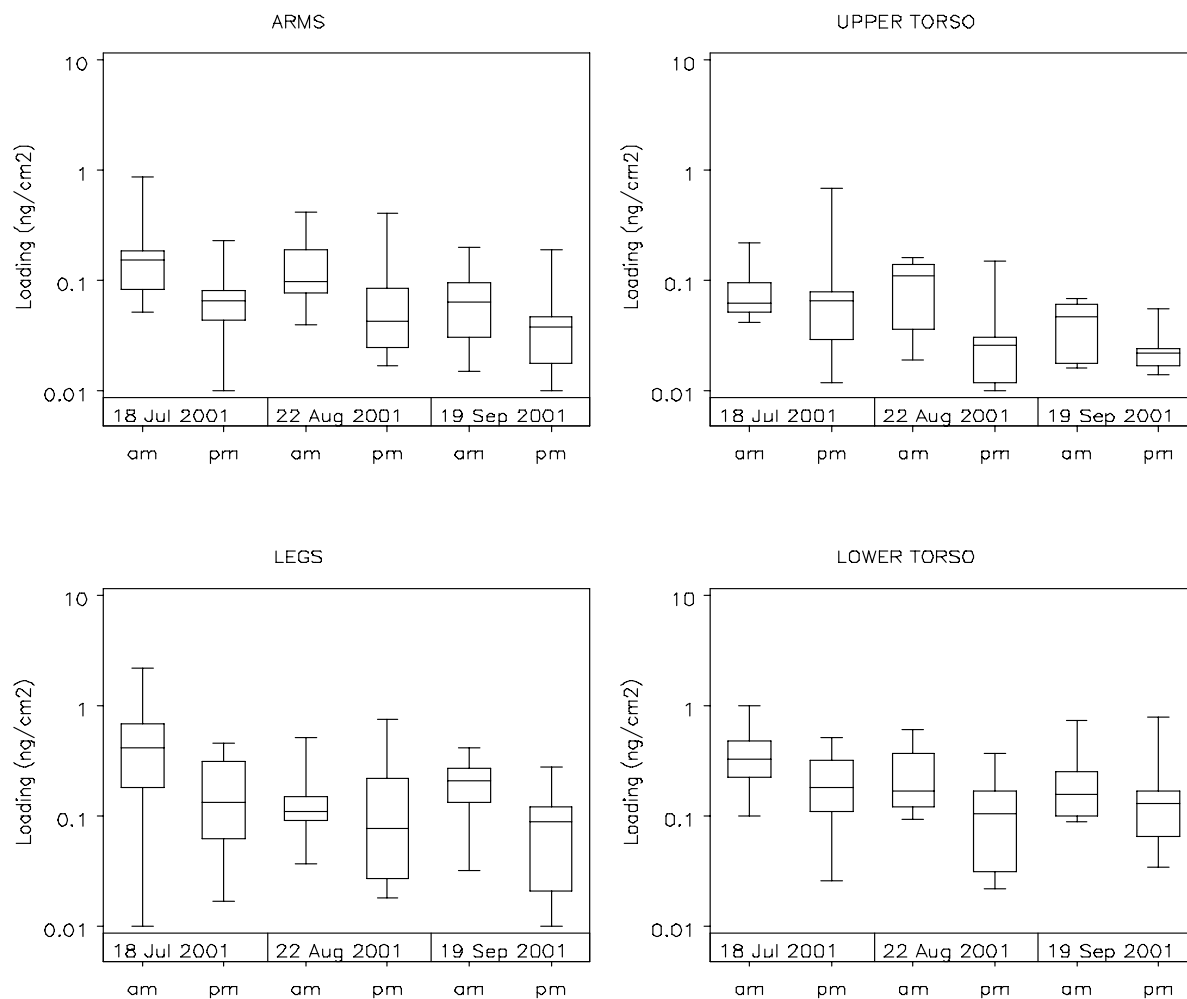 ARMS
10
1
0.1
0.01
Loading (ng/cm2)
18 Jul 2001 22 Aug 2001 19 Sep 2001
am pm am pm am pm
UPPER TORSO
10
1
0.1
0.01
Loading (ng/cm2)
18 Jul 2001 22 Aug 2001 19 Sep 2001
am pm am pm am pm
LEGS
10
1
0.1
0.01
Loading (ng/cm2)
18 Jul 2001 22 Aug 2001 19 Sep 2001
am pm am pm am pm
LOWER TORSO
10
1
0.1
0.01
Loading (ng/cm2)
18 Jul 2001 22 Aug 2001 19 Sep 2001
am pm am pm am pm